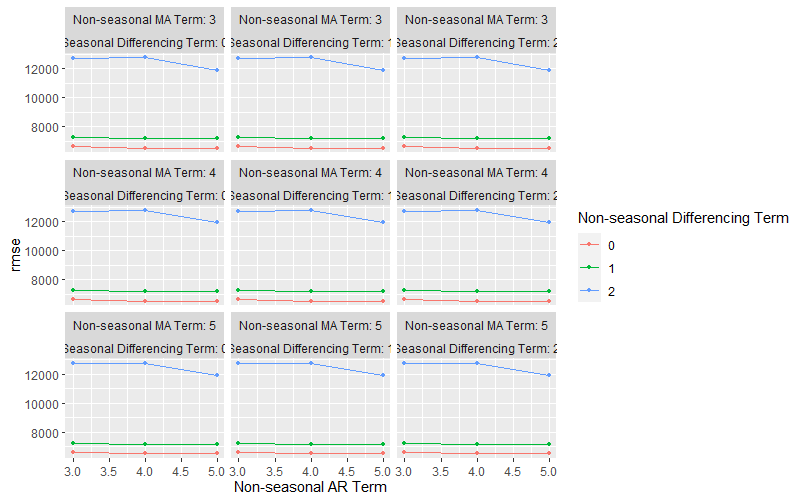 Non-seasonal MA Term: 3 Non-seasonal MA Term: 3 Non-seasonal MA Term: 3
Seasonal Differencing Term: 0 Seasonal Differencing Term: 1 Seasonal Differencing Term: 2
12000
10000
8000
Non-seasonal MA Term: 4 Non-seasonal MA Term: 4 Non-seasonal MA Term: 4
Seasonal Differencing Term: 0 Seasonal Differencing Term: 1 Seasonal Differencing Term: 2
12000
10000
8000
Non-seasonal MA Term: 5 Non-seasonal MA Term: 5 Non-seasonal MA Term: 5
Seasonal Differencing Term: 0 Seasonal Differencing Term: 1 Seasonal Differencing Term: 2
12000
10000
8000
3.0 3.5 4.0 4.5 5.0 3.0 3.5 4.0 4.5 5.0 3.0 3.5 4.0 4.5 5.0
Non-seasonal AR Term
rmse
Non-seasonal Differencing Term
0
1
2